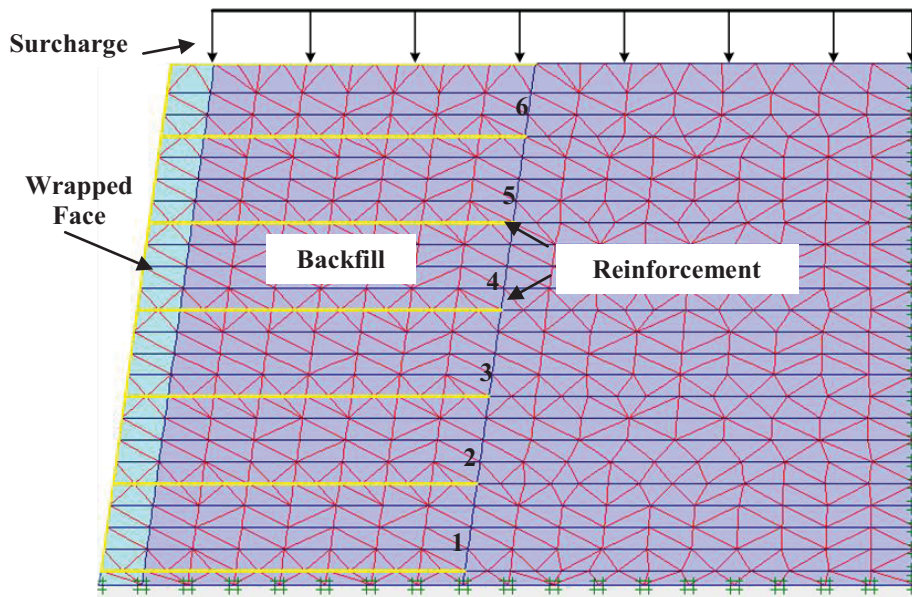 Surcharge
6
Wrapped
Face
5
Backfill
Reinforcement
4
3
2
1